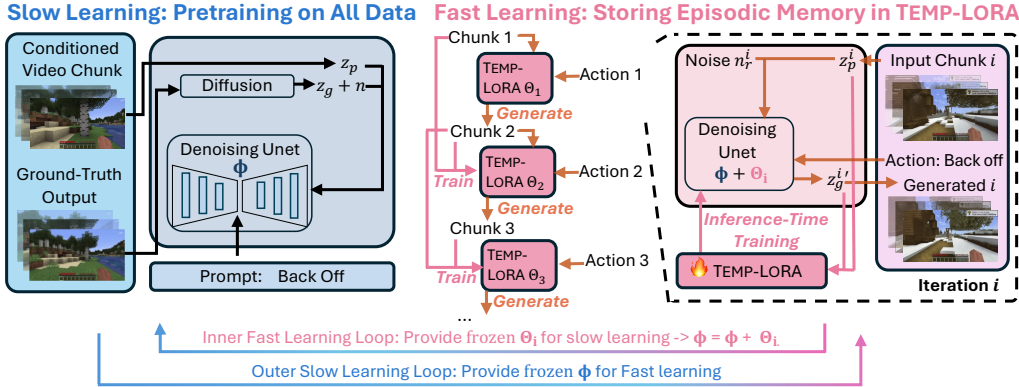 Slow Learning: Pretraining on All Data
Fast Learning: Storing Episodic Memory in TEMP-LORA
Conditioned
Video Chunk
Ground-Truth
Output
z_p
Diffusion
z_g + n
Denoising Unet
ϕ
Prompt: Back Off
Chunk 1
TEMP-
LORA Θ₁
Action 1
Generate
Chunk 2
TEMP-
LORA Θ₂
Action 2
Train
Generate
Chunk 3
TEMP-
LORA Θ₃
Action 3
Train
Generate
...
Noise n_r^i
z_p^i
Input Chunk i
Denoising
Unet
ϕ + Θ_i
Action: Back off
z_g^i′
Generated i
Inference-Time
Training
TEMP-LORA
Iteration i
Inner Fast Learning Loop: Provide frozen Θ_i for slow learning -> ϕ = ϕ + Θ_i.
Outer Slow Learning Loop: Provide frozen ϕ for Fast learning